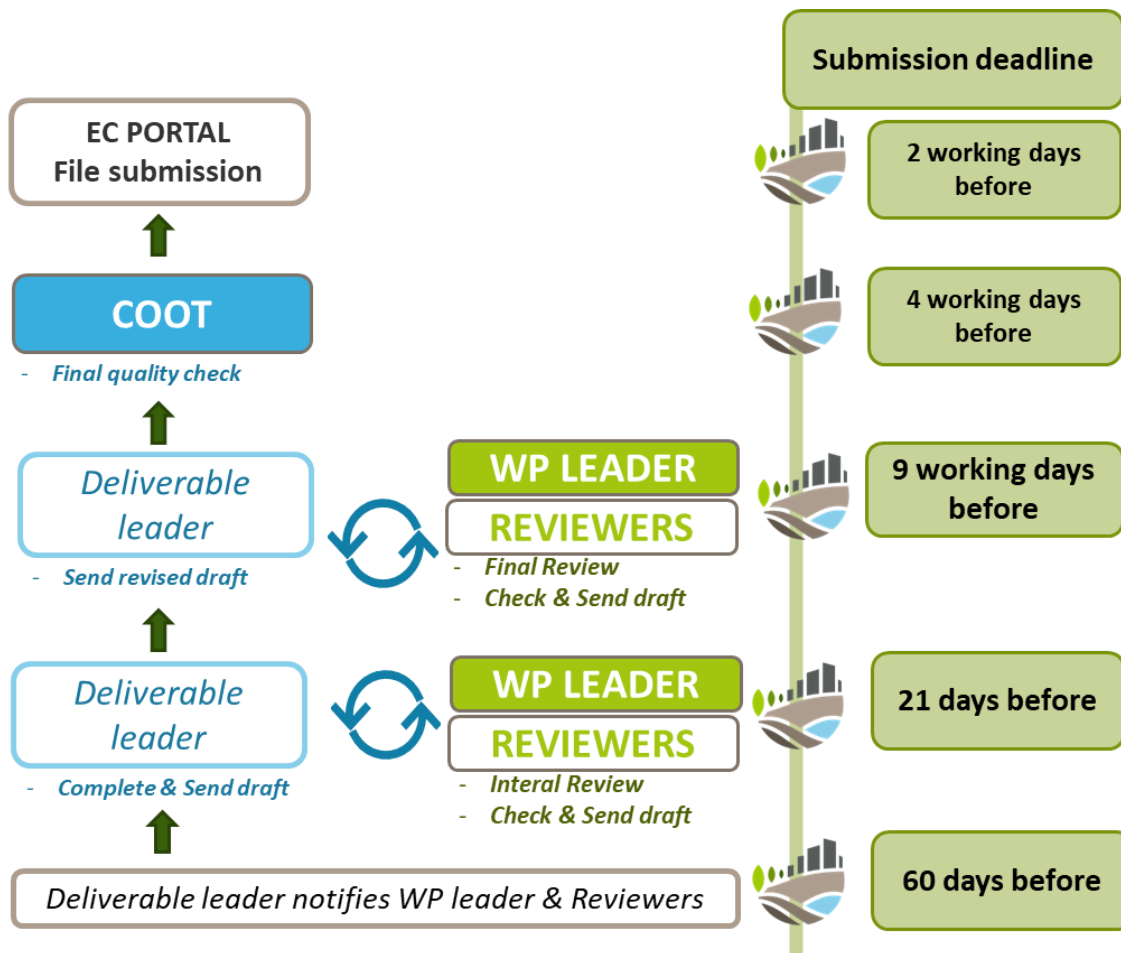 Submission deadline
EC PORTAL
File submission
2 working days
before
COOT
- Final quality check
4 working days
before
Deliverable
leader
- Send revised draft
WP LEADER
REVIEWERS
- Final Review
- Check & Send draft
9 working days
before
Deliverable
leader
- Complete & Send draft
WP LEADER
REVIEWERS
- Interal Review
- Check & Send draft
21 days before
Deliverable leader notifies WP leader & Reviewers
60 days before